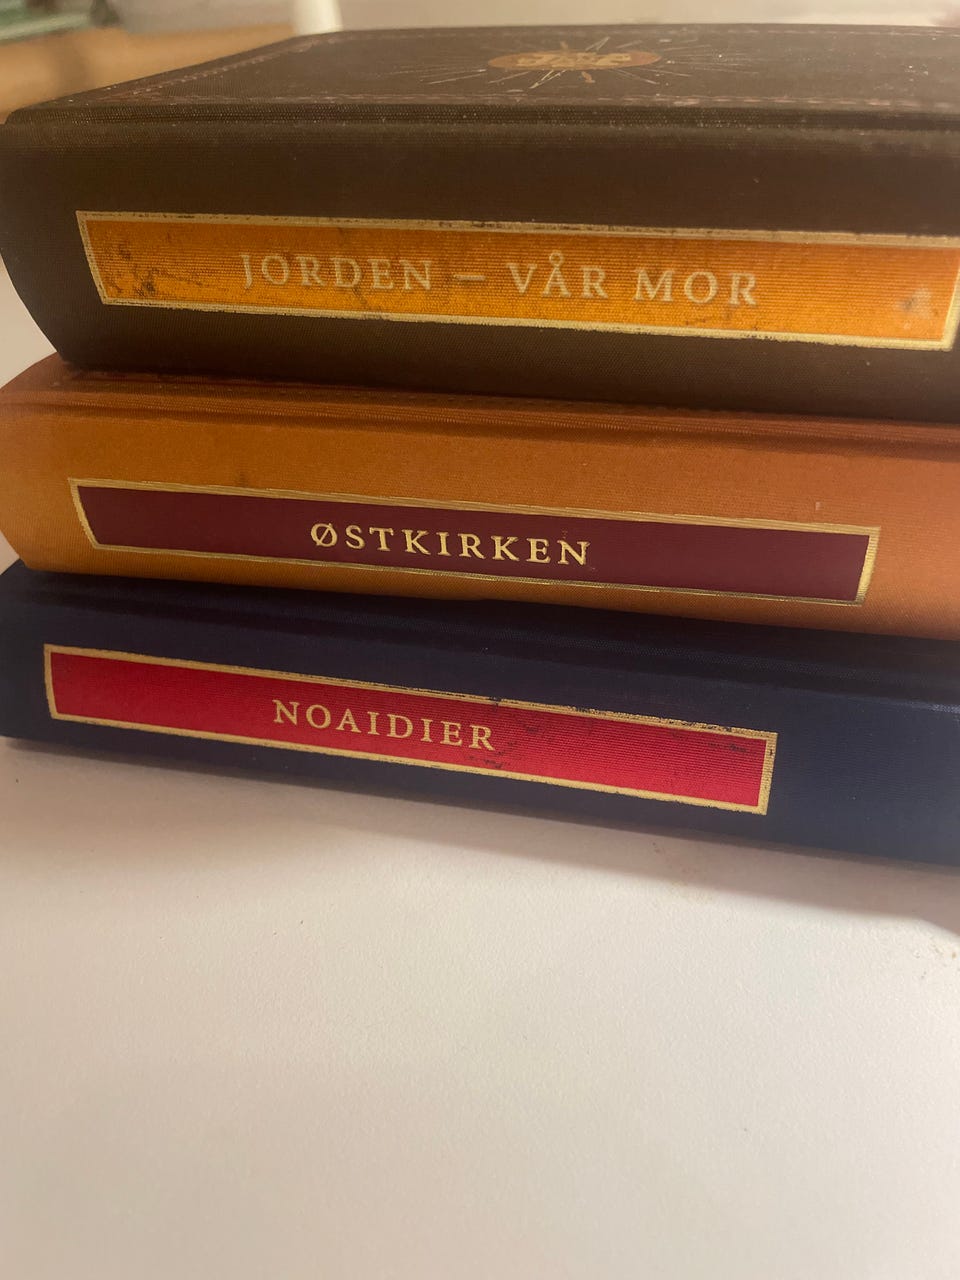 JORDEN – VÅR MOR
ØSTKIRKEN
NOAIDIER